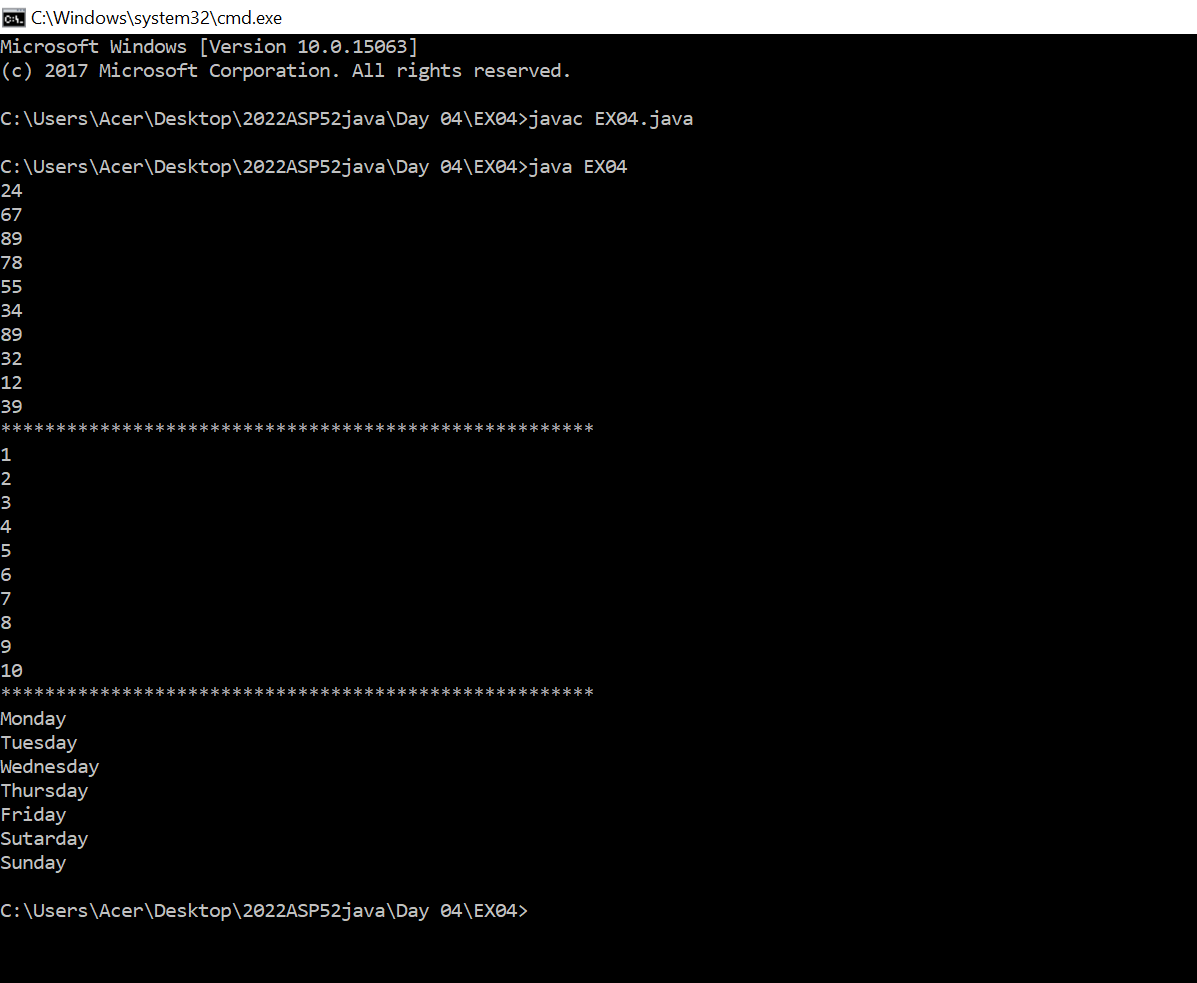 C:\Windows\system32\cmd.exe
Microsoft Windows [Version 10.0.15063]
(c) 2017 Microsoft Corporation. All rights reserved.
C:\Users\Acer\Desktop\2022ASP52java\Day 04\EX04>javac EX04.java
C:\Users\Acer\Desktop\2022ASP52java\Day 04\EX04>java EX04
24
67
89
78
55
34
89
32
12
39
******************************************************
1
2
3
4
5
6
7
8
9
10
******************************************************
Monday
Tuesday
Wednesday
Thursday
Friday
Sutarday
Sunday
C:\Users\Acer\Desktop\2022ASP52java\Day 04\EX04>